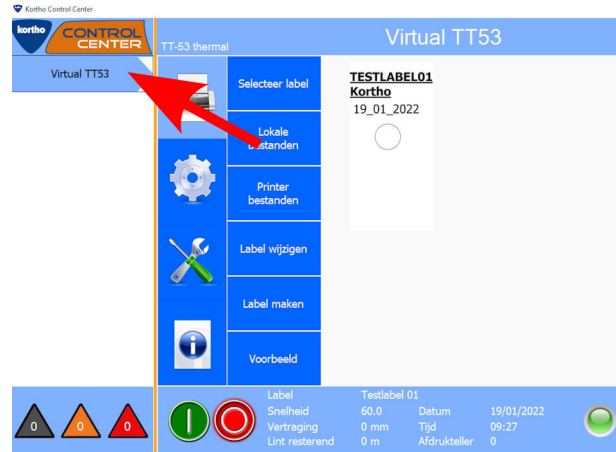 Kortho Control Center
kortho
CONTROL
CENTER
TT-53 thermal
Virtual TT53
Virtual TT53
Selecteer label
Lokale
bestanden
Printer
bestanden
Label wijzigen
Label maken
Voorbeeld
TESTLABEL01
Kortho
19_01_2022
0
0
0
Label Testlabel 01
Snelheid 60.0 Datum 19/01/2022
Vertraging 0 mm Tijd 09:27
Lint resterend 0 m Afdrukteller 0